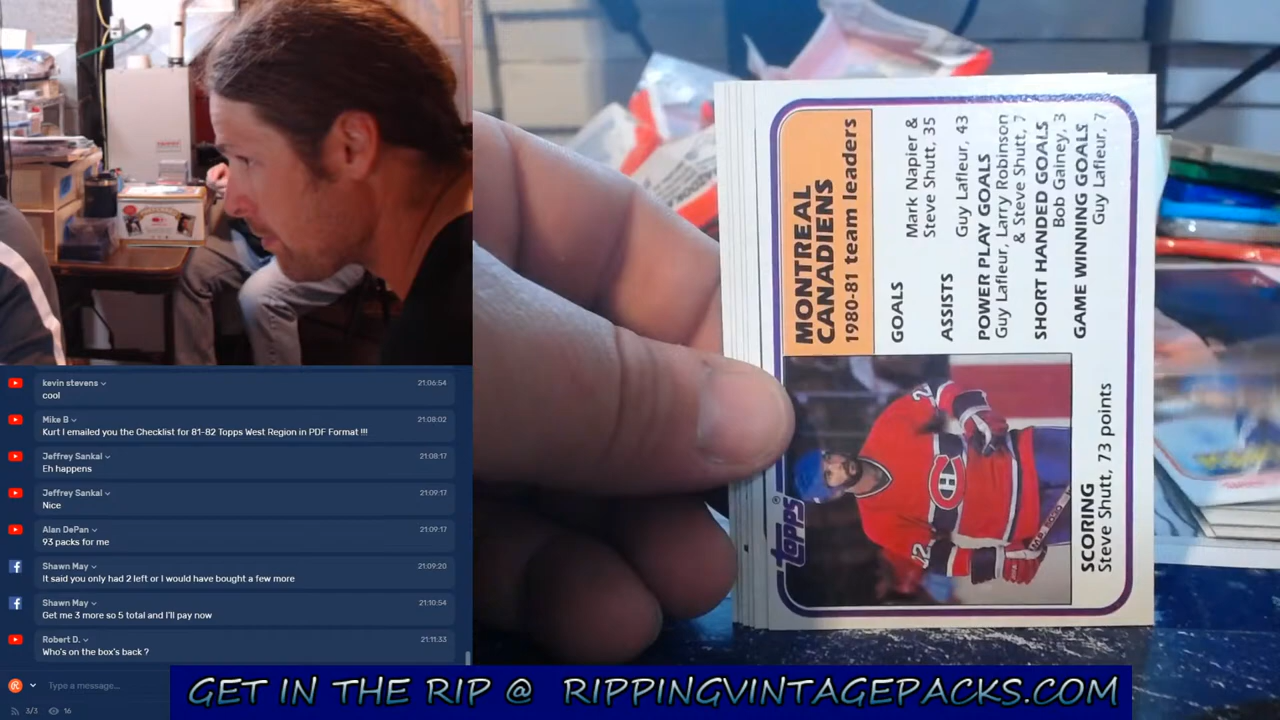 kevin stevens
21:06:54
cool
Mike B
21:08:02
Kurt I emailed you the Checklist for 81-82 Topps West Region in PDF Format !!!
Jeffrey Sankal
21:08:17
Eh happens
Jeffrey Sankal
21:09:17
Nice
Alan DePan
21:09:17
93 packs for me
Shawn May
21:09:20
It said you only had 2 left or I would have bought a few more
Shawn May
21:10:54
Get me 3 more so 5 total and I'll pay now
Robert D.
21:11:33
Who's on the box's back ?
Type a message...
3/3
16
MONTREAL
CANADIENS
1980-81 team leaders
GOALS
Mark Napier &
Steve Shutt, 35
ASSISTS
Guy Lafleur, 43
POWER PLAY GOALS
Guy Lafleur, Larry Robinson
& Steve Shutt, 7
SHORT HANDED GOALS
Bob Gainey, 3
GAME WINNING GOALS
Guy Lafleur, 7
topps
SCORING
Steve Shutt, 73 points
GET IN THE RIP @ RIPPINGVINTAGEPACKS.COM